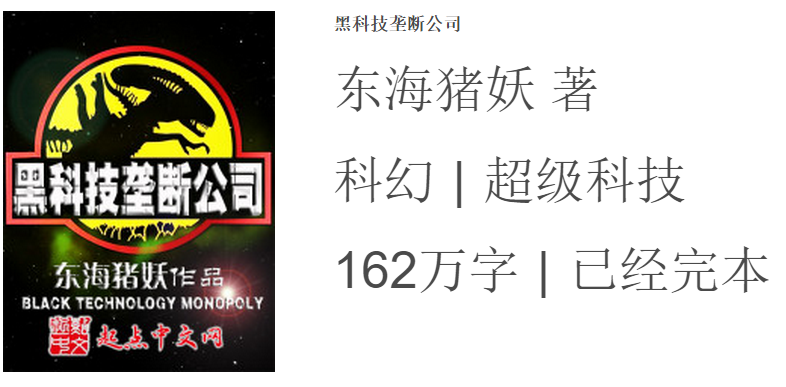 黑科技垄断公司
东海猪妖作品
BLACK TECHNOLOGY MONOPOLY
起点中文网
黑科技垄断公司
东海猪妖 著
科幻 | 超级科技
162万字 | 已经完本